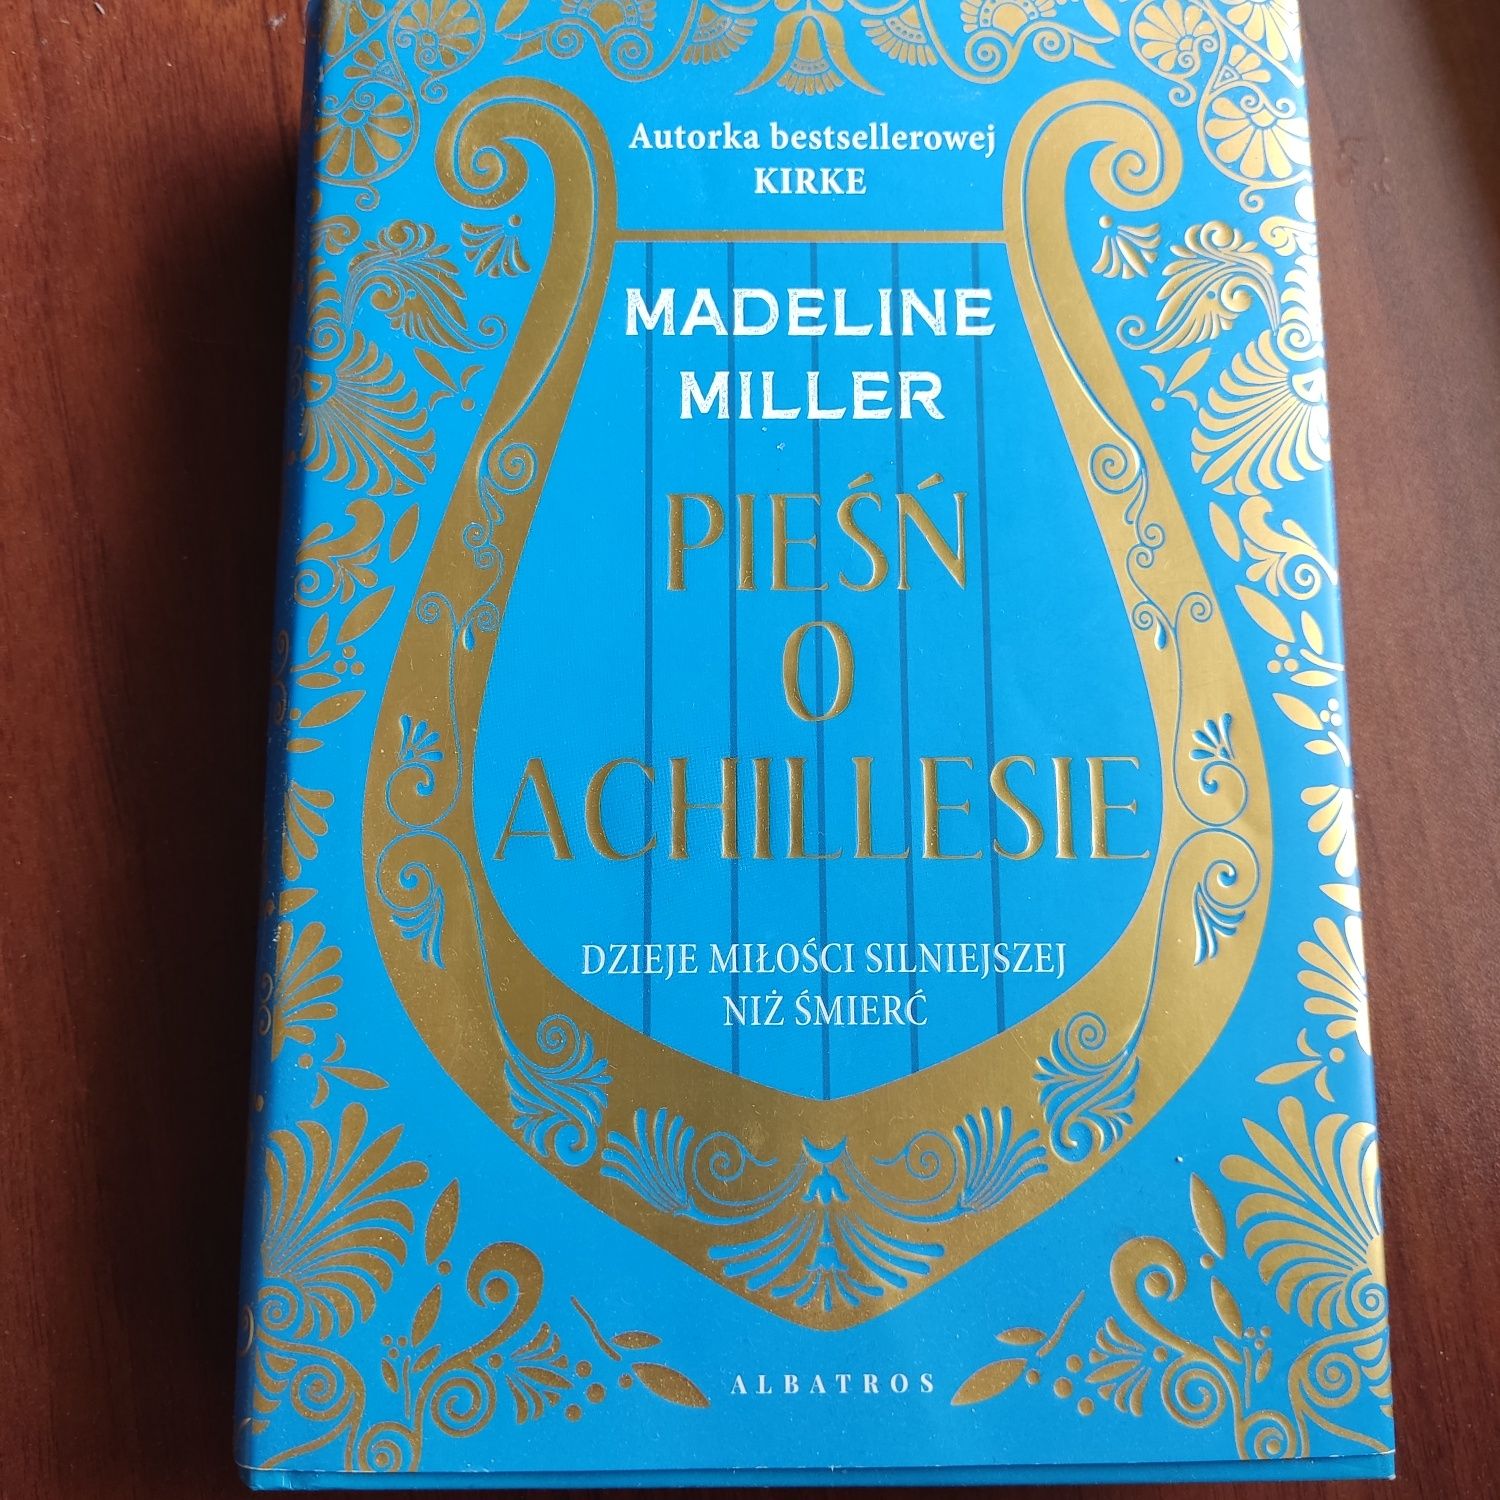 Autorka bestsellerowej
KIRKE
MADELINE
MILLER
PIEŚŃ
O
ACHILLESIE
DZIEJE MIŁOŚCI SILNIEJSZEJ
NIŻ ŚMIERĆ
ALBATROS